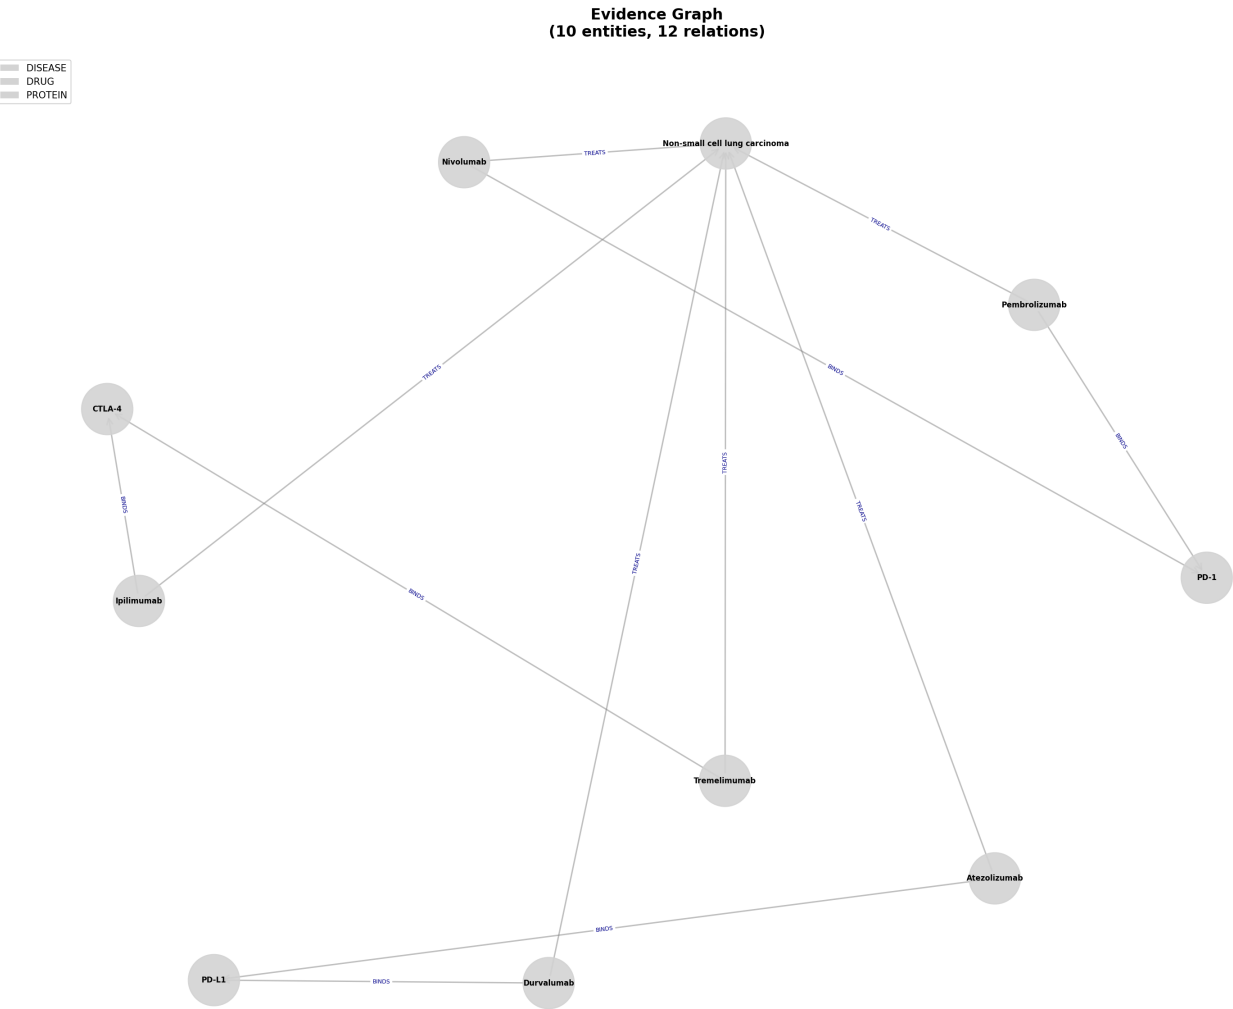 Evidence Graph
(10 entities, 12 relations)
DISEASE
DRUG
PROTEIN
Non-small cell lung carcinoma
Nivolumab
TREATS
TREATS
Pembrolizumab
TREATS
BINDS
CTLA-4
BINDS
TREATS
BINDS
TREATS
TREATS
PD-1
BINDS
Ipilimumab
Tremelimumab
Atezolizumab
BINDS
PD-L1
BINDS
Durvalumab